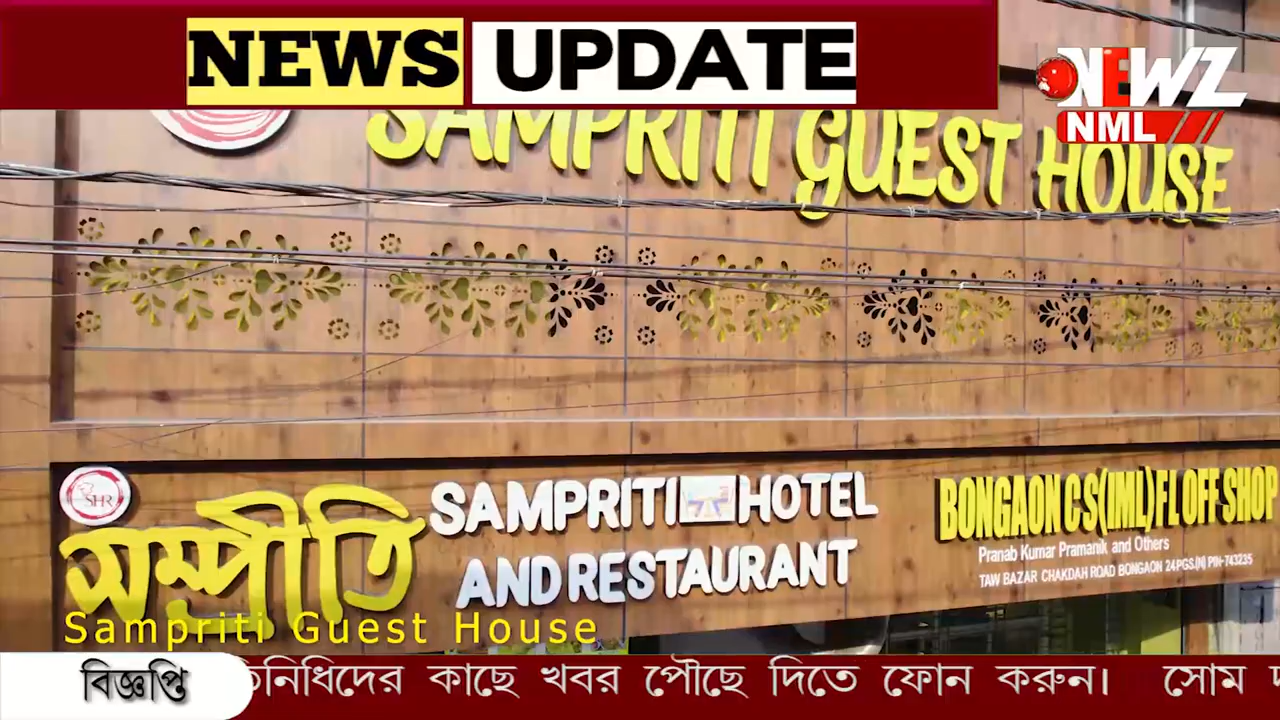 NEWS UPDATE
NEWZ
NML
SAMPRITI GUEST HOUSE
SHR
সম্প্রীতি
SAMPRITI HOTEL
AND RESTAURANT
BONGAON CS(IML)FL OFF SHOP
Pranab Kumar Pramanik and Others
TAW BAZAR CHAKDAH ROAD BONGAON 24PGS.(N) PIN-743235
Sampriti Guest House
বিজ্ঞপ্তি
তিনিধিদের কাছে খবর পৌছে দিতে ফোন করুন। সোম